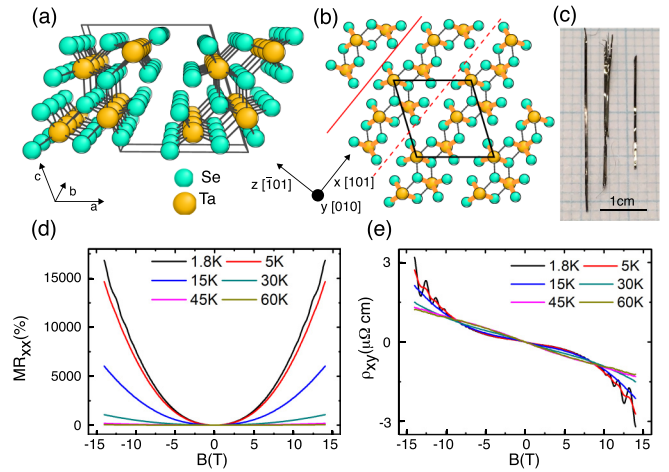 (a)
(b)
(c)
c
b
a
Se
Ta
z [1̄01]
x [101]
y [010]
1cm
(d)
(e)
1.8K 5K
15K 30K
45K 60K
MRxx(%)
15000
10000
5000
0
-15 -10 -5 0 5 10 15
B(T)
1.8K 5K
15K 30K
45K 60K
ρxy(μΩ cm)
3
0
-3
-15 -10 -5 0 5 10 15
B(T)